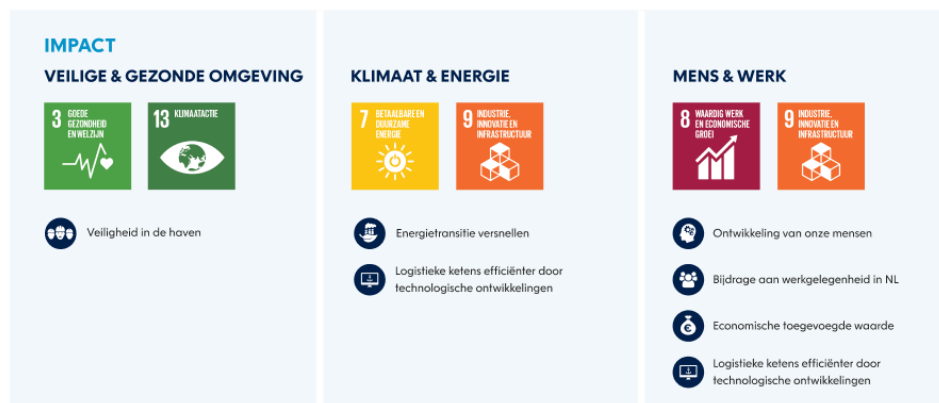 IMPACT
VEILIGE & GEZONDE OMGEVING
3 GOEDE
GEZONDHEID
EN WELZIJN
13 KLIMAATACTIE
Veiligheid in de haven
KLIMAAT & ENERGIE
7 BETAALBARE EN
DUURZAME
ENERGIE
9 INDUSTRIE,
INNOVATIE EN
INFRASTRUCTUUR
Energietransitie versnellen
Logistieke ketens efficiënter door
technologische ontwikkelingen
MENS & WERK
8 WAARDIG WERK
EN ECONOMISCHE
GROEI
9 INDUSTRIE,
INNOVATIE EN
INFRASTRUCTUUR
Ontwikkeling van onze mensen
Bijdrage aan werkgelegenheid in NL
€
Economische toegevoegde waarde
Logistieke ketens efficiënter door
technologische ontwikkelingen